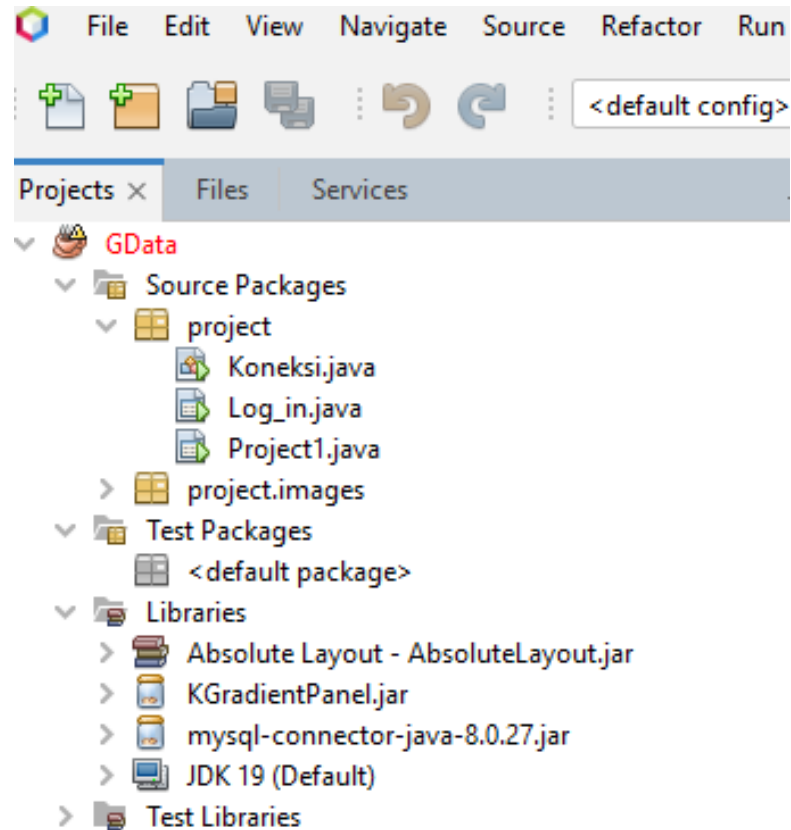 File Edit View Navigate Source Refactor Run
<default config>
Projects Files Services
GData
Source Packages
project
Koneksi.java
Log_in.java
Project1.java
project.images
Test Packages
<default package>
Libraries
Absolute Layout - AbsoluteLayout.jar
KGradientPanel.jar
mysql-connector-java-8.0.27.jar
JDK 19 (Default)
Test Libraries